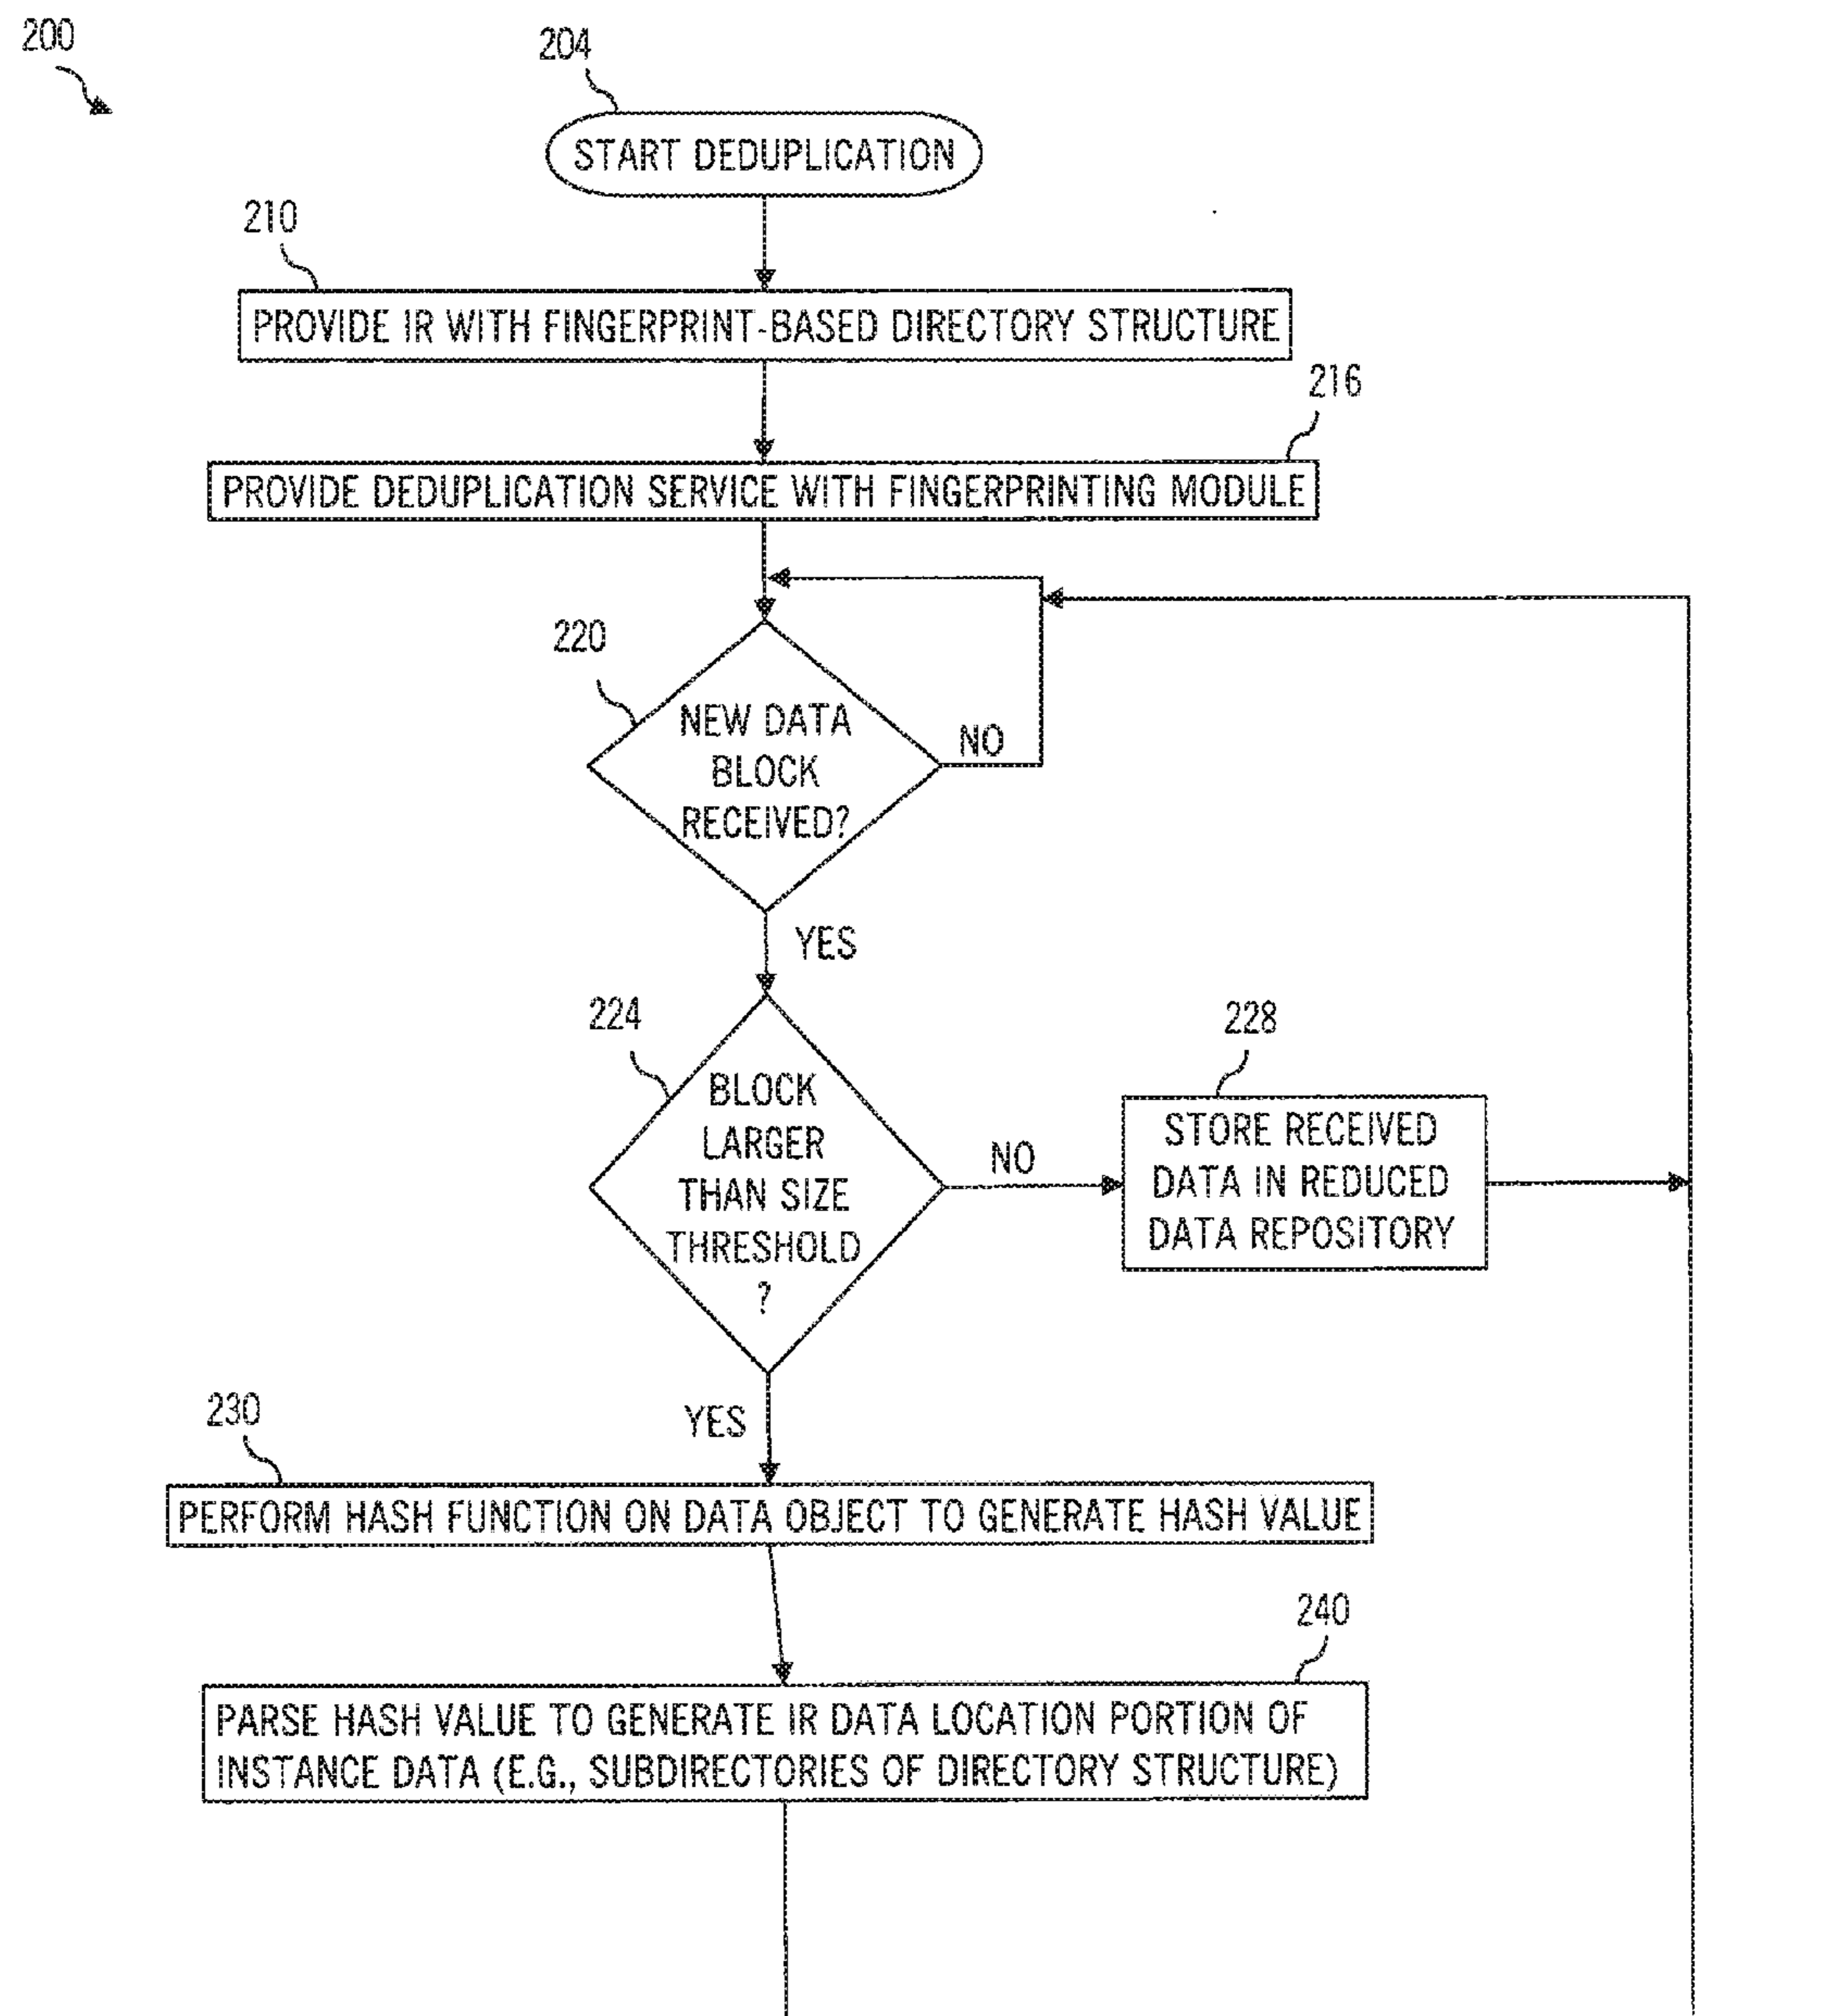 200
204
START DEDUPLICATION
210
PROVIDE IR WITH FINGERPRINT-BASED DIRECTORY STRUCTURE
216
PROVIDE DEDUPLICATION SERVICE WITH FINGERPRINTING MODULE
220
NEW DATA
BLOCK
RECEIVED?
NO
YES
224
BLOCK
LARGER
THAN SIZE
THRESHOLD
?
NO
228
STORE RECEIVED
DATA IN REDUCED
DATA REPOSITORY
YES
230
PERFORM HASH FUNCTION ON DATA OBJECT TO GENERATE HASH VALUE
240
PARSE HASH VALUE TO GENERATE IR DATA LOCATION PORTION OF
INSTANCE DATA (E.G., SUBDIRECTORIES OF DIRECTORY STRUCTURE)